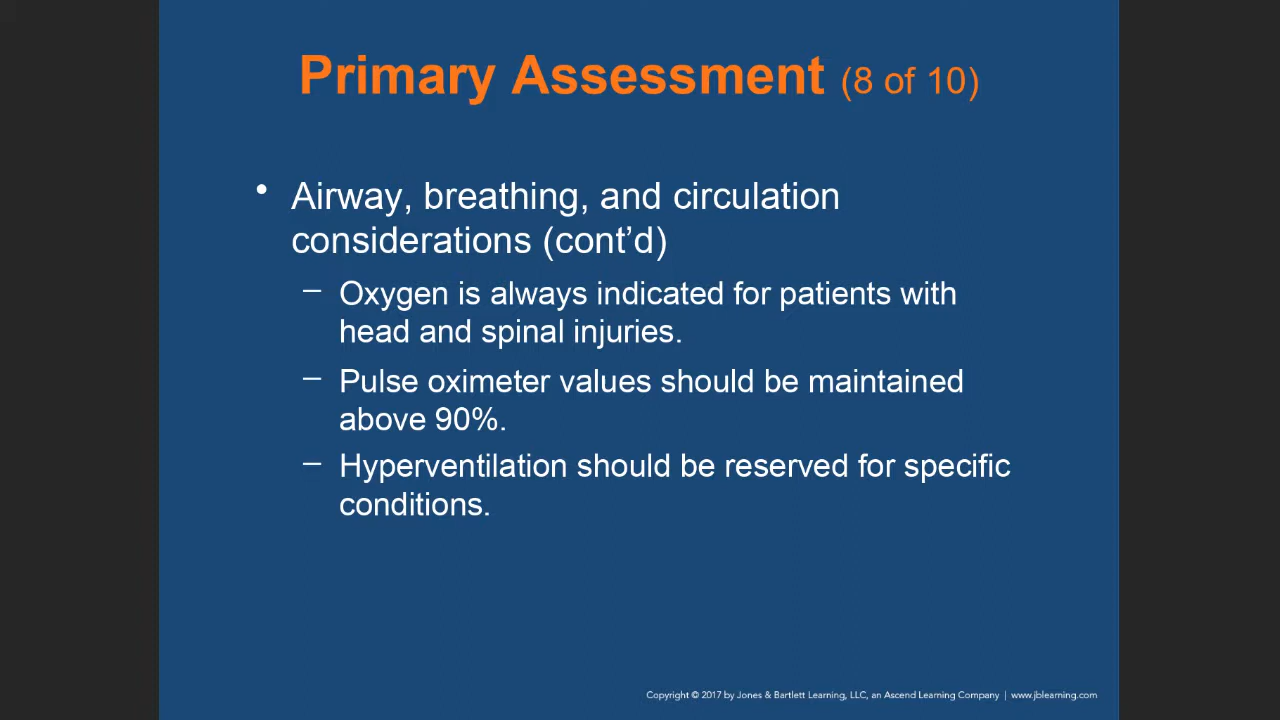 Primary Assessment (8 of 10)
• Airway, breathing, and circulation
considerations (cont’d)
– Oxygen is always indicated for patients with
head and spinal injuries.
– Pulse oximeter values should be maintained
above 90%.
– Hyperventilation should be reserved for specific
conditions.
Copyright © 2017 by Jones & Bartlett Learning, LLC, an Ascend Learning Company | www.jblearning.com